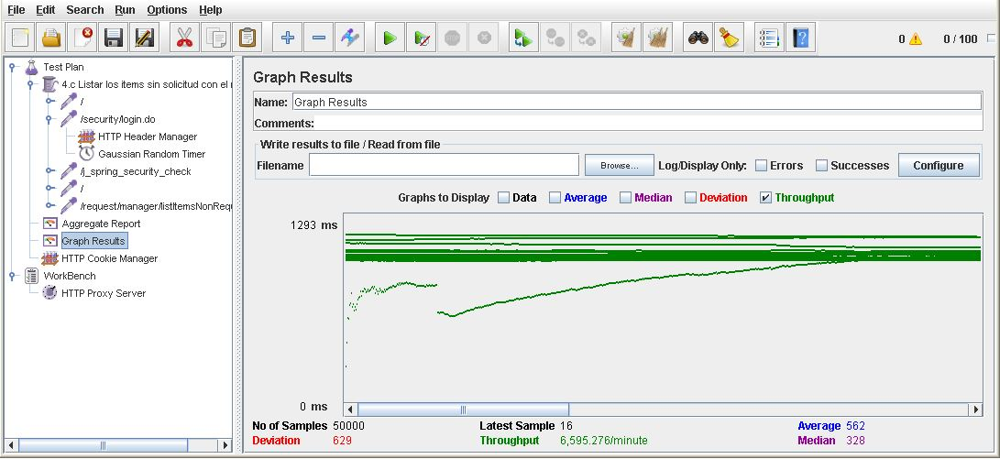 File Edit Search Run Options Help
0 0 / 100
Test Plan
4.c Listar los items sin solicitud con el
/
/security/login.do
HTTP Header Manager
Gaussian Random Timer
/j_spring_security_check
/
/request/manager/listItemsNonRequ
Aggregate Report
Graph Results
HTTP Cookie Manager
WorkBench
HTTP Proxy Server
Graph Results
Name: Graph Results
Comments:
Write results to file / Read from file
Filename Browse... Log/Display Only: Errors Successes Configure
Graphs to Display Data Average Median Deviation Throughput
1293 ms
0 ms
No of Samples 50000 Latest Sample 16 Average 562
Deviation 629 Throughput 6,595.276/minute Median 328